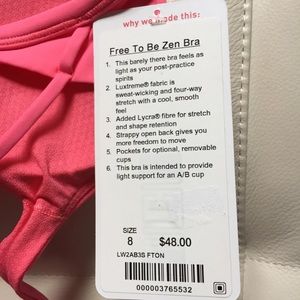 why we made this:
Free To Be Zen Bra
1. This barely there bra feels as
light as your post-practice
spirits
2. Luxtreme® fabric is
sweat-wicking and four-way
stretch with a cool, smooth
feel
3. Added Lycra® fibre for stretch
and shape retention
4. Strappy open back gives you
more freedom to move
5. Pockets for optional, removable
cups
6. This bra is intended to provide
light support for an A/B cup
SIZE
8 $48.00
LW2AB3S FTON
000003765532